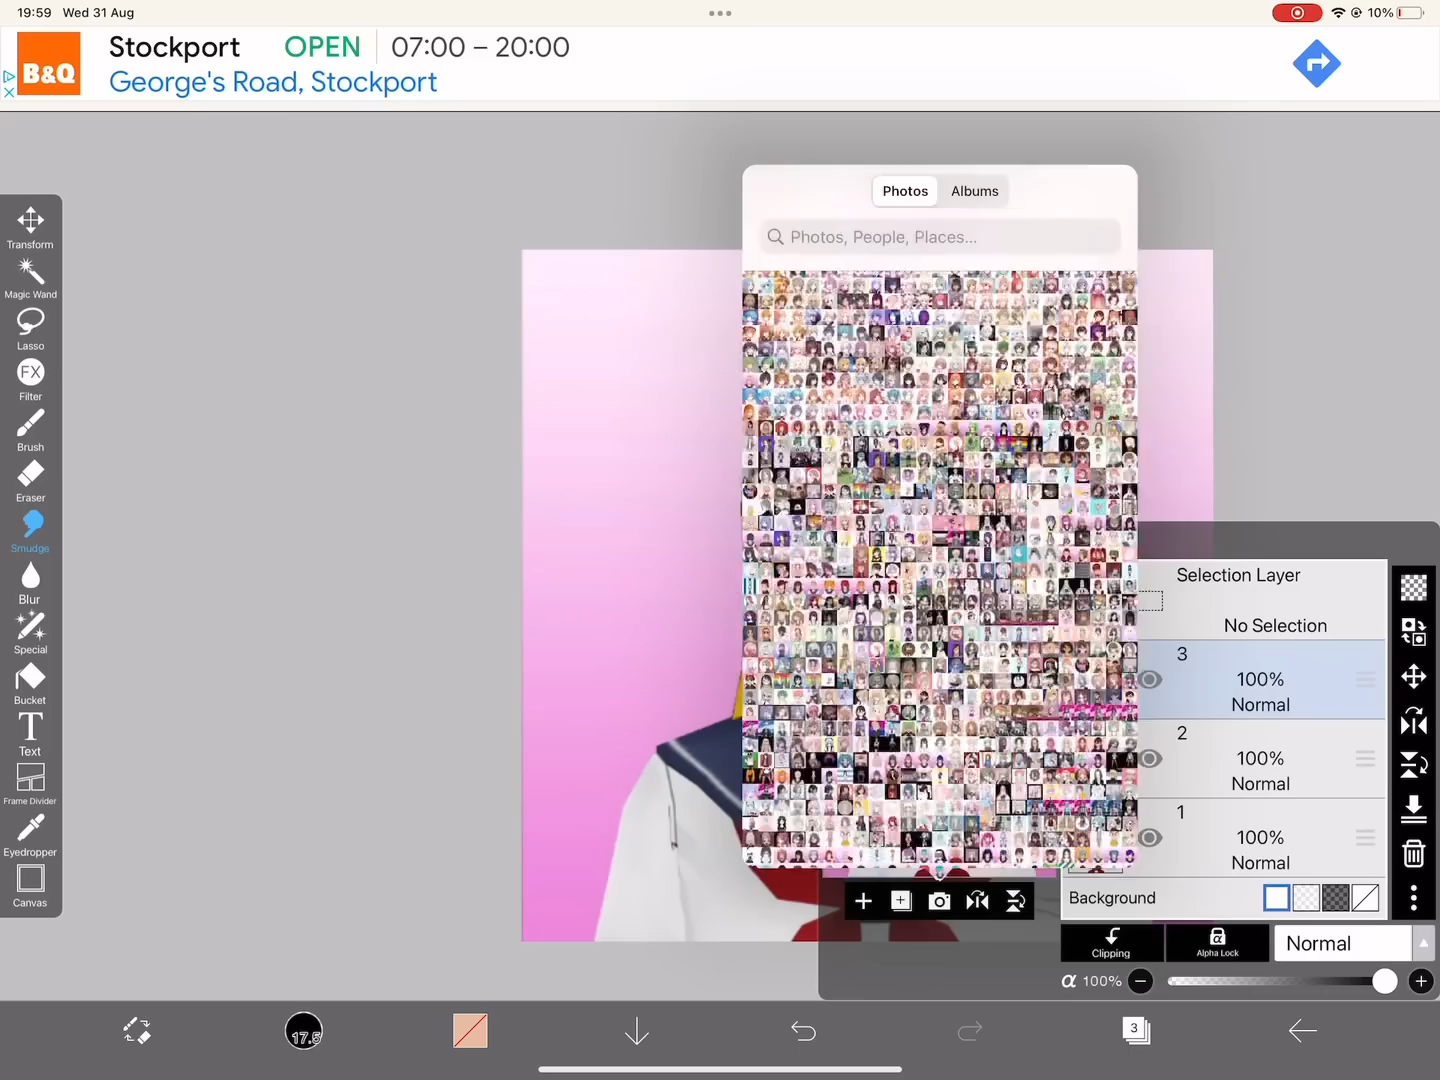 19:59 Wed 31 Aug
10%
B&Q
Stockport OPEN 07:00 – 20:00
George's Road, Stockport
Photos Albums
Photos, People, Places...
Transform
Magic Wand
Lasso
FX
Filter
Brush
Eraser
Smudge
Blur
Special
Bucket
T
Text
Frame Divider
Eyedropper
Canvas
Selection Layer
No Selection
3
100%
Normal
2
100%
Normal
1
100%
Normal
Background
Clipping
α
Alpha Lock
Normal
α 100%
17.5
3